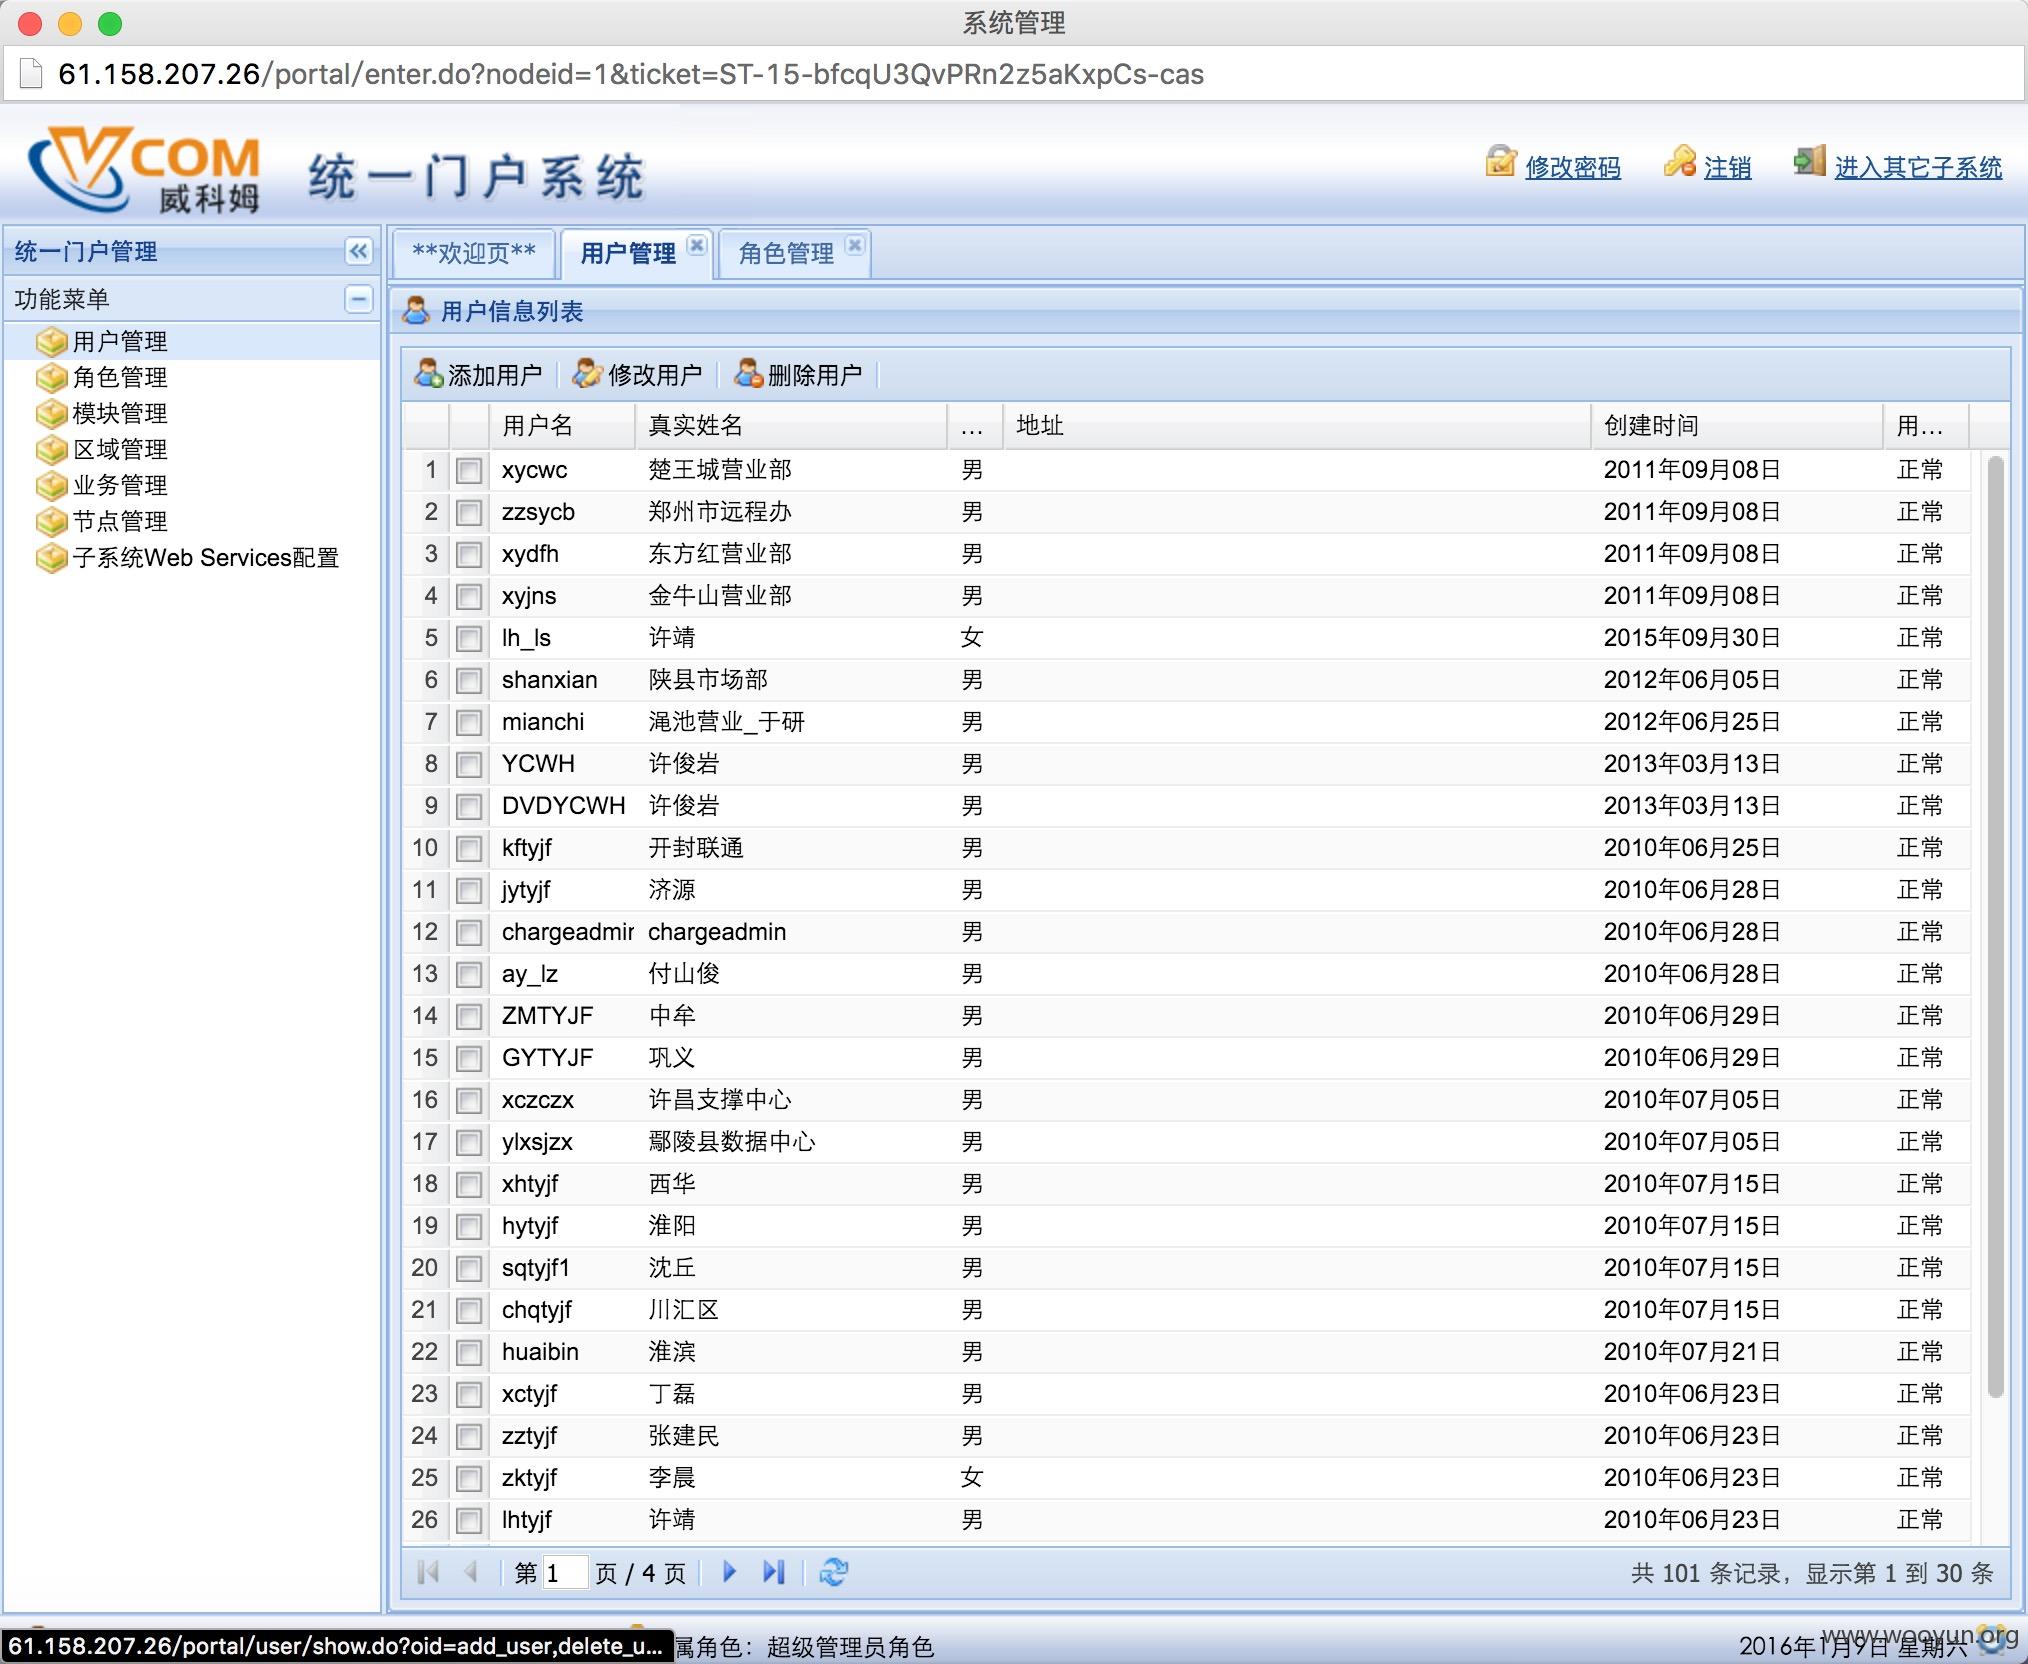 系统管理
61.158.207.26/portal/enter.do?nodeid=1&ticket=ST-15-bfcqU3QvPRn2z5aKxpCs-cas
VCOM 威科姆 统一门户系统 修改密码 注销 进入其它子系统
统一门户管理
功能菜单
用户管理
角色管理
模块管理
区域管理
业务管理
节点管理
子系统Web Services配置
**欢迎页** 用户管理 角色管理
用户信息列表
添加用户 修改用户 删除用户
用户名 真实姓名 ... 地址 创建时间 用...
1 xycwc 楚王城营业部 男 2011年09月08日 正常
2 zzsycb 郑州市远程办 男 2011年09月08日 正常
3 xydfh 东方红营业部 男 2011年09月08日 正常
4 xyjns 金牛山营业部 男 2011年09月08日 正常
5 lh_ls 许靖 女 2015年09月30日 正常
6 shanxian 陕县市场部 男 2012年06月05日 正常
7 mianchi 渑池营业_于研 男 2012年06月25日 正常
8 YCWH 许俊岩 男 2013年03月13日 正常
9 DVDYCWH 许俊岩 男 2013年03月13日 正常
10 kftyjf 开封联通 男 2010年06月25日 正常
11 jytyjf 济源 男 2010年06月28日 正常
12 chargeadmin chargeadmin 男 2010年06月28日 正常
13 ay_lz 付山俊 男 2010年06月28日 正常
14 ZMTYJF 中牟 男 2010年06月29日 正常
15 GYTYJF 巩义 男 2010年06月29日 正常
16 xczczx 许昌支撑中心 男 2010年07月05日 正常
17 ylxsjzx 鄢陵县数据中心 男 2010年07月05日 正常
18 xhtyjf 西华 男 2010年07月15日 正常
19 hytyjf 淮阳 男 2010年07月15日 正常
20 sqtyjf1 沈丘 男 2010年07月15日 正常
21 chqtyjf 川汇区 男 2010年07月15日 正常
22 huaibin 淮滨 男 2010年07月21日 正常
23 xctyjf 丁磊 男 2010年06月23日 正常
24 zztyjf 张建民 男 2010年06月23日 正常
25 zktyjf 李晨 女 2010年06月23日 正常
26 lhtyjf 许靖 男 2010年06月23日 正常
第 1 页 / 4 页 共 101 条记录，显示第 1 到 30 条
61.158.207.26/portal/user/show.do?oid=add_user,delete_u... 属角色：超级管理员角色 2016年1月9日 星期六
www.wooyun.org